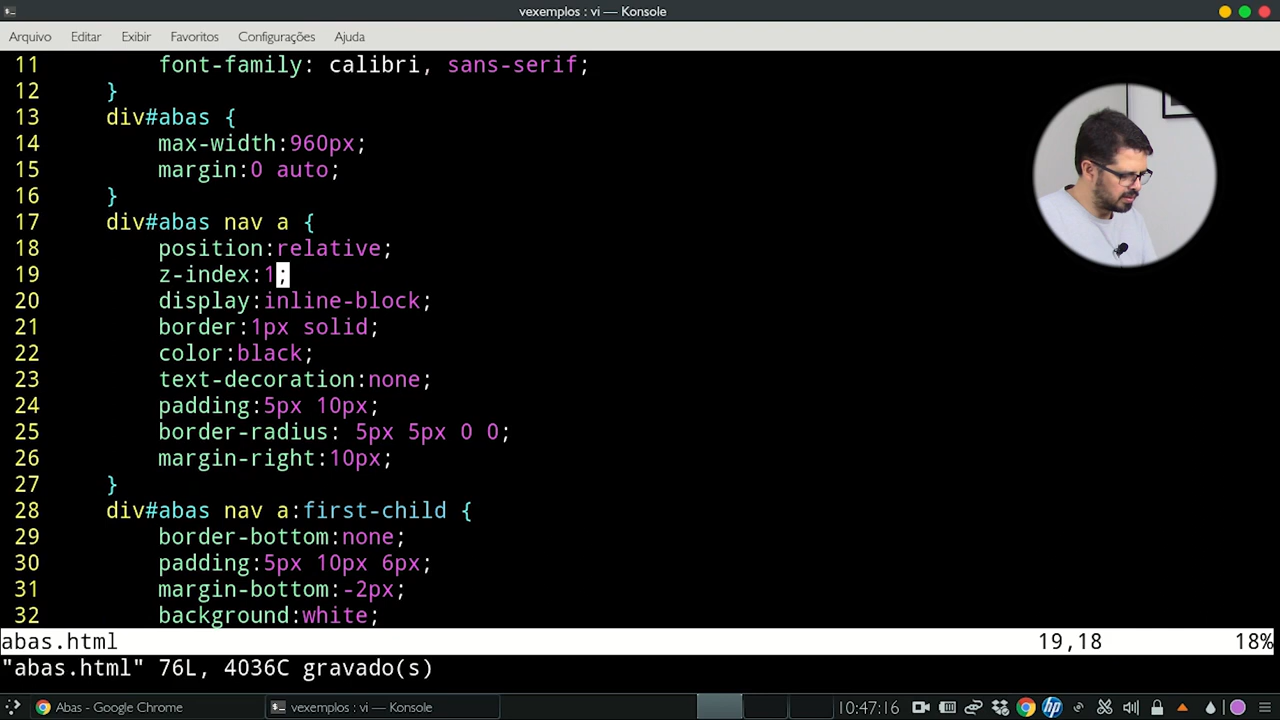 vexemplos : vi — Konsole
Arquivo Editar Exibir Favoritos Configurações Ajuda
11 font-family: calibri, sans-serif;
12 }
13 div#abas {
14 max-width:960px;
15 margin:0 auto;
16 }
17 div#abas nav a {
18 position:relative;
19 z-index:1;
20 display:inline-block;
21 border:1px solid;
22 color:black;
23 text-decoration:none;
24 padding:5px 10px;
25 border-radius: 5px 5px 0 0;
26 margin-right:10px;
27 }
28 div#abas nav a:first-child {
29 border-bottom:none;
30 padding:5px 10px 6px;
31 margin-bottom:-2px;
32 background:white;
abas.html 19,18 18%
"abas.html" 76L, 4036C gravado(s)
Abas - Google Chrome vexemplos : vi — Konsole 10:47:16 hp